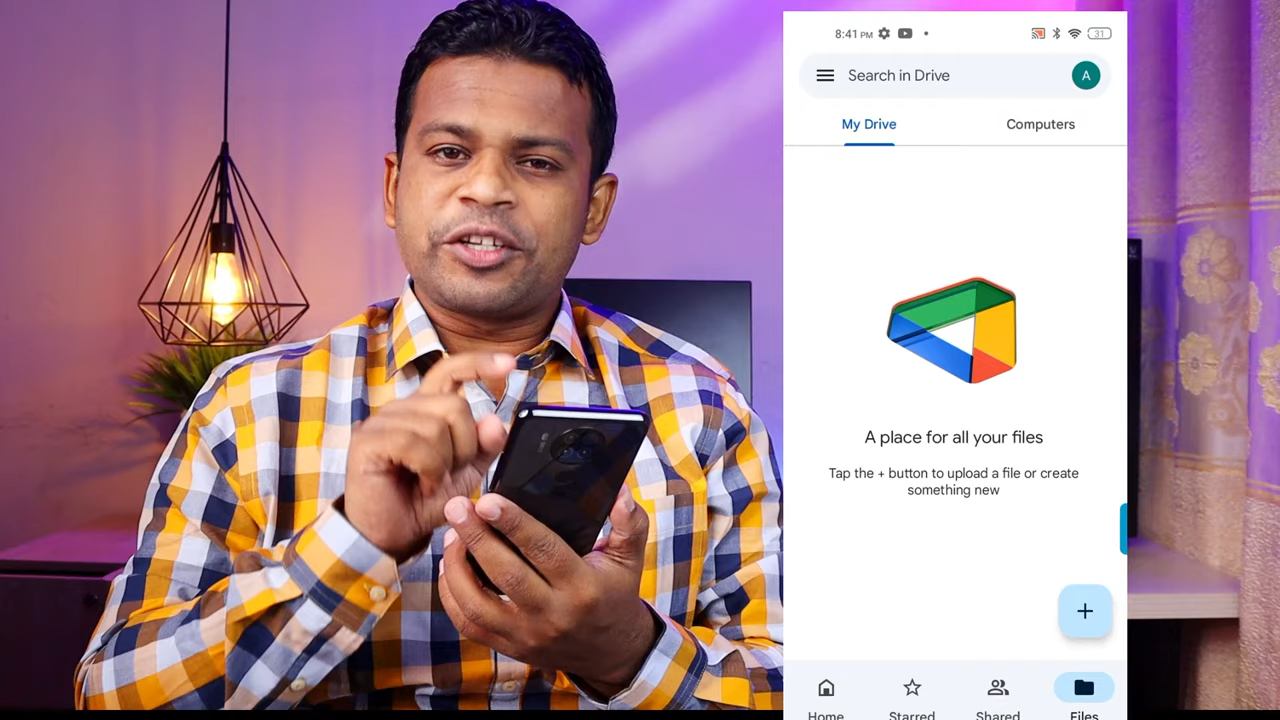 8:41 PM
31
Search in Drive
A
My Drive
Computers
A place for all your files
Tap the + button to upload a file or create
something new
Home
Starred
Shared
Files